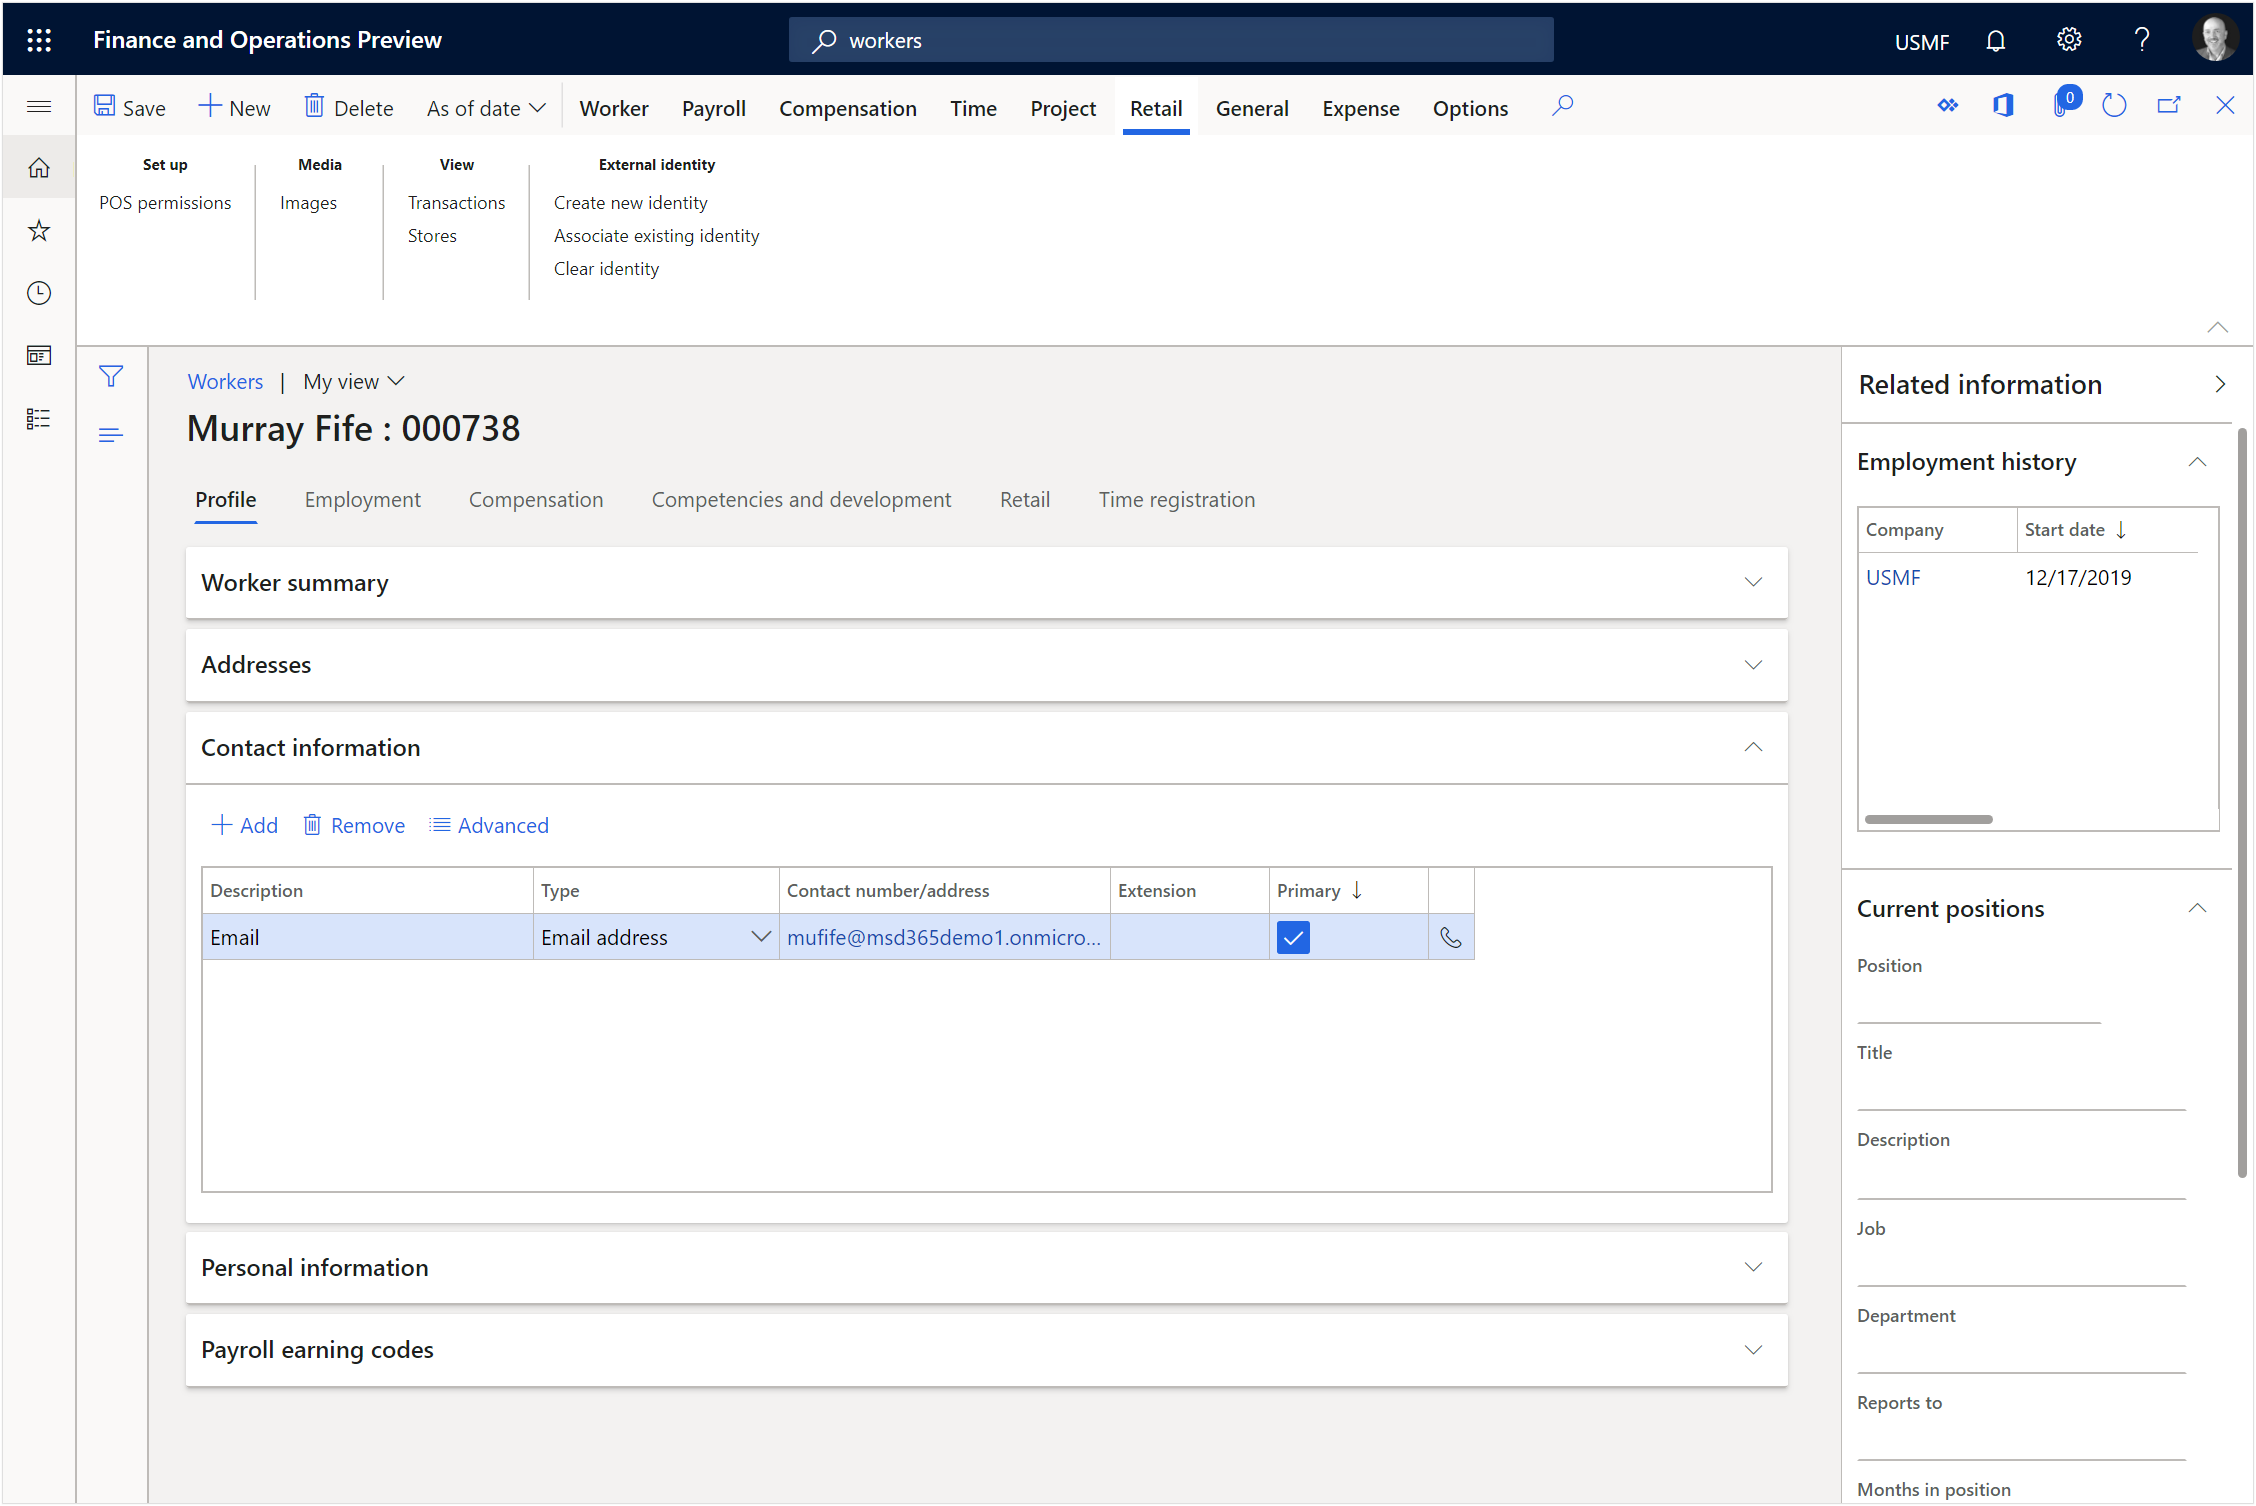 Finance and Operations Preview
workers
USMF
?
Save
New
Delete
As of date
Worker
Payroll
Compensation
Time
Project
Retail
General
Expense
Options
0
Set up
POS permissions
Media
Images
View
Transactions
Stores
External identity
Create new identity
Associate existing identity
Clear identity
Workers | My view
Murray Fife : 000738
Profile
Employment
Compensation
Competencies and development
Retail
Time registration
Worker summary
Addresses
Contact information
Add
Remove
Advanced
Description Type Contact number/address Extension Primary
Email Email address mufife@msd365demo1.onmicro...
Personal information
Payroll earning codes
Related information
Employment history
Company Start date
USMF 12/17/2019
Current positions
Position
Title
Description
Job
Department
Reports to
Months in position